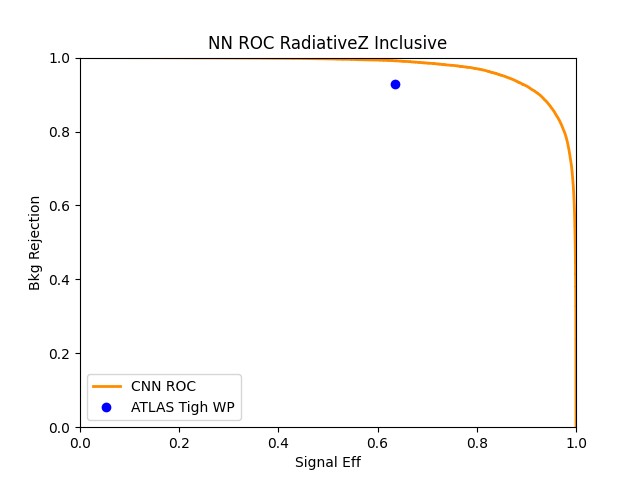 NN ROC RadiativeZ Inclusive
1.0
0.8
0.6
0.4
0.2
0.0
Bkg Rejection
CNN ROC
ATLAS Tigh WP
0.0 0.2 0.4 0.6 0.8 1.0
Signal Eff